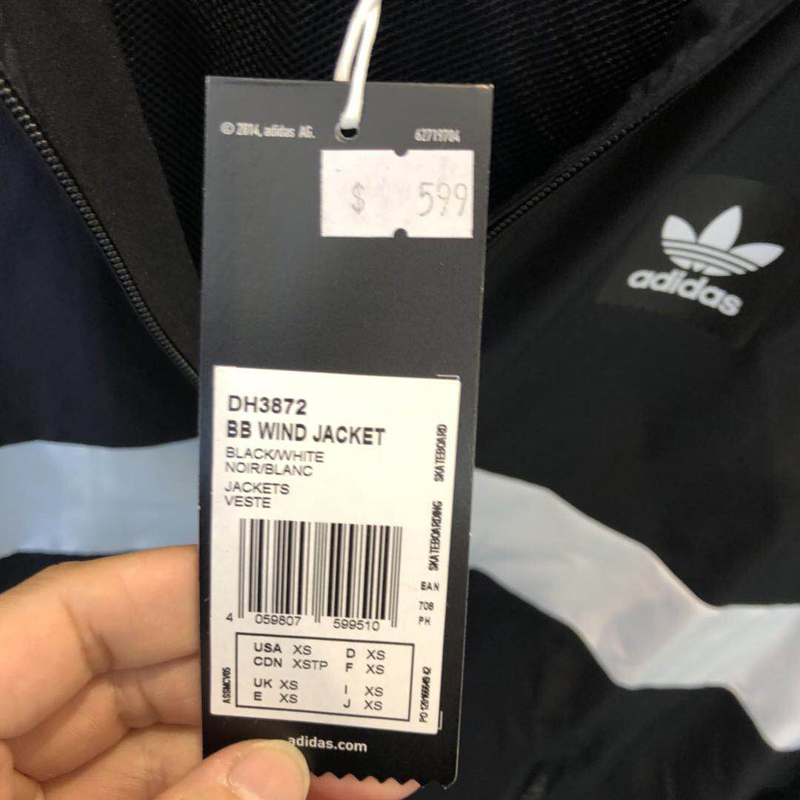 © 2014, adidas AG.
62719704
$ 599
adidas
DH3872
BB WIND JACKET
BLACK/WHITE
NOIR/BLANC
JACKETS
VESTE
SKATEBOARDING SKATEBOARD
EAN
708
PH
4 059807 599510
USA XS D XS
CDN XSTP F XS
UK XS I XS
E XS J XS
adidas.com